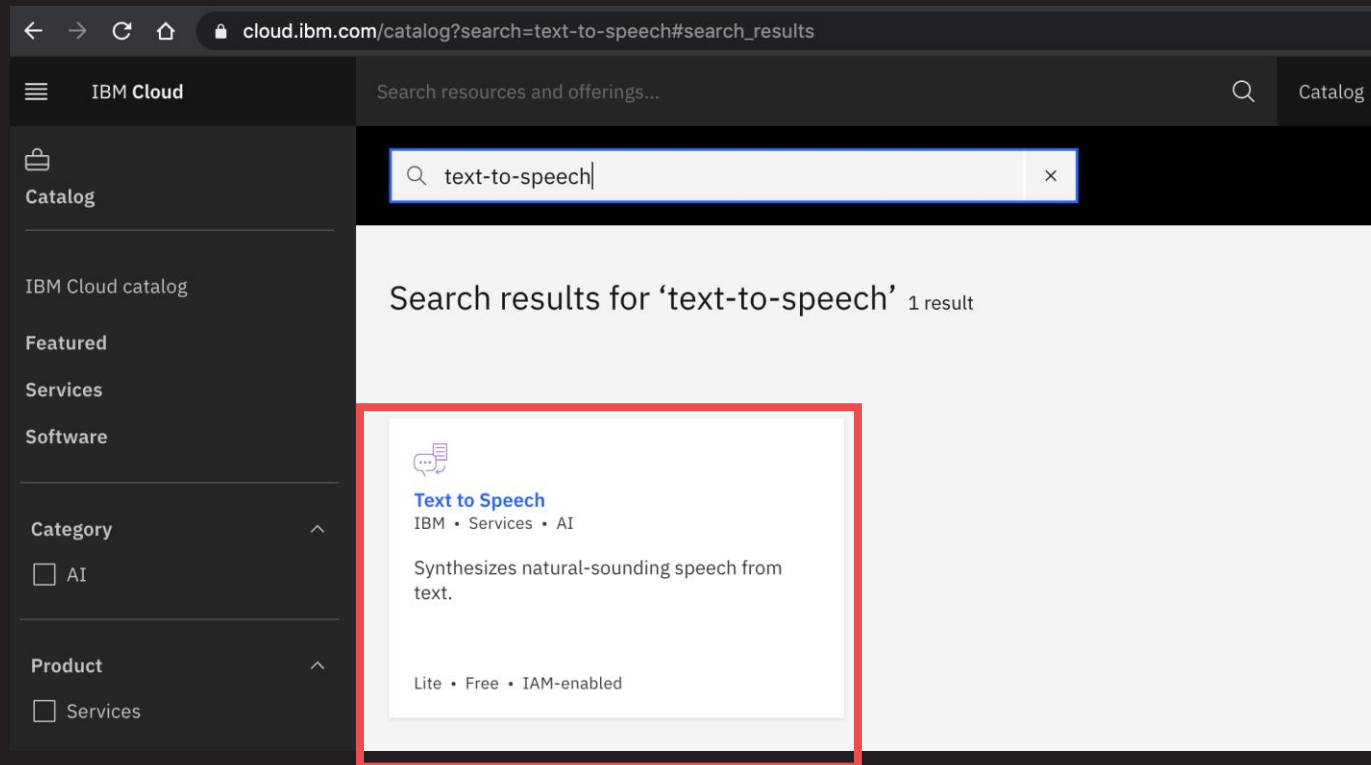 cloud.ibm.com/catalog?search=text-to-speech#search_results
IBM Cloud
Search resources and offerings...
Catalog
Catalog
IBM Cloud catalog
Featured
Services
Software
Category
AI
Product
Services
text-to-speech
Search results for ‘text-to-speech’ 1 result
Text to Speech
IBM • Services • AI
Synthesizes natural-sounding speech from
text.
Lite • Free • IAM-enabled